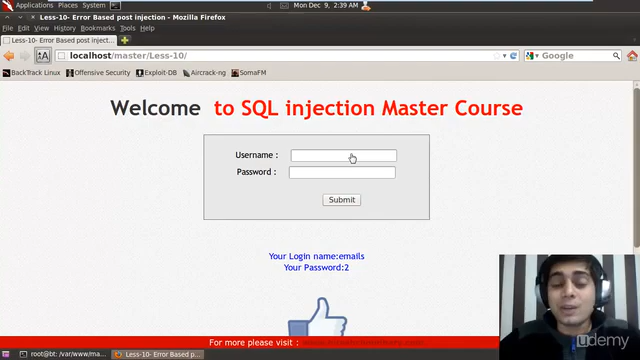 Applications Places System Mon Dec 9, 2:39 AM
Less-10- Error Based post injection - Mozilla Firefox
File Edit View History Bookmarks Tools Help
Less-10- Error Based post inject...
localhost/master/Less-10/
Google
BackTrack Linux Offensive Security Exploit-DB Aircrack-ng SomaFM
Welcome to SQL injection Master Course
Username :
Password :
Submit
Your Login name:emails
Your Password:2
For more please visit :
udemy
root@bt: /var/www/ma...
Less-10- Error Based p...